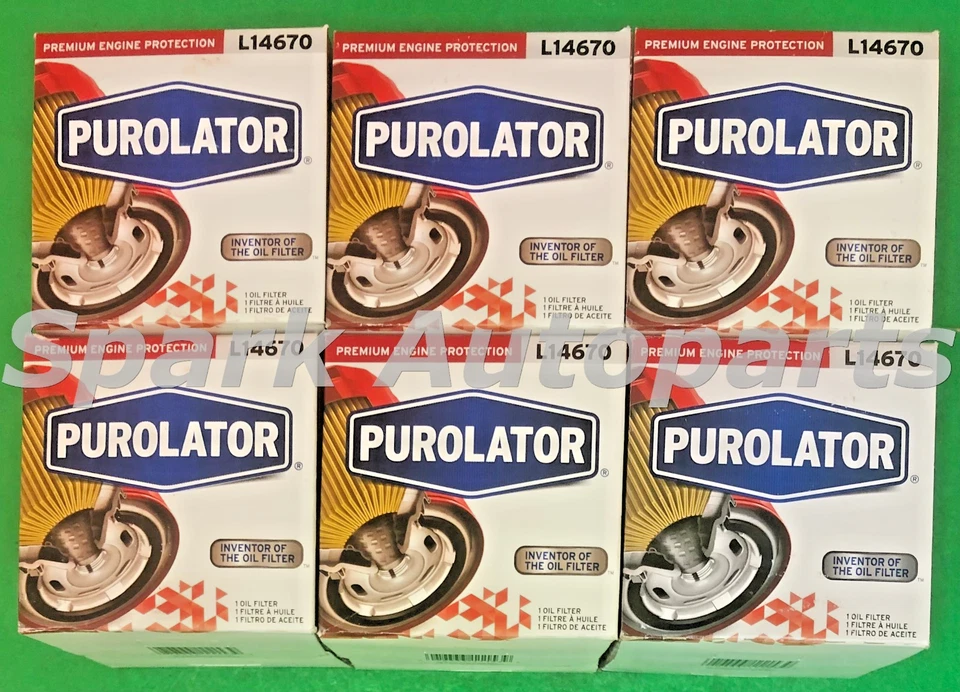 PREMIUM ENGINE PROTECTION L14670
PUROLATOR®
INVENTOR OF
THE OIL FILTER™
1 OIL FILTER
1 FILTRE À HUILE
1 FILTRO DE ACEITE
PREMIUM ENGINE PROTECTION L14670
PUROLATOR®
INVENTOR OF
THE OIL FILTER™
1 OIL FILTER
1 FILTRE À HUILE
1 FILTRO DE ACEITE
PREMIUM ENGINE PROTECTION L14670
PUROLATOR®
INVENTOR OF
THE OIL FILTER™
1 OIL FILTER
1 FILTRE À HUILE
1 FILTRO DE ACEITE
Spark Autoparts
PREMIUM ENGINE PROTECTION L14670
PUROLATOR®
INVENTOR OF
THE OIL FILTER™
1 OIL FILTER
1 FILTRE À HUILE
1 FILTRO DE ACEITE
PREMIUM ENGINE PROTECTION L14670
PUROLATOR®
INVENTOR OF
THE OIL FILTER™
1 OIL FILTER
1 FILTRE À HUILE
1 FILTRO DE ACEITE
PREMIUM ENGINE PROTECTION L14670
PUROLATOR®
INVENTOR OF
THE OIL FILTER™
1 OIL FILTER
1 FILTRE À HUILE
1 FILTRO DE ACEITE